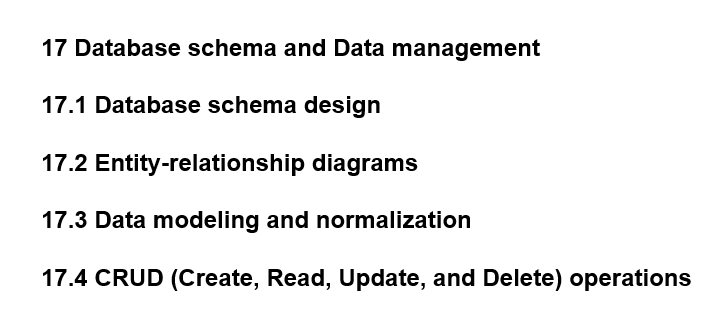 17 Database schema and Data management
17.1 Database schema design
17.2 Entity-relationship diagrams
17.3 Data modeling and normalization
17.4 CRUD (Create, Read, Update, and Delete) operations